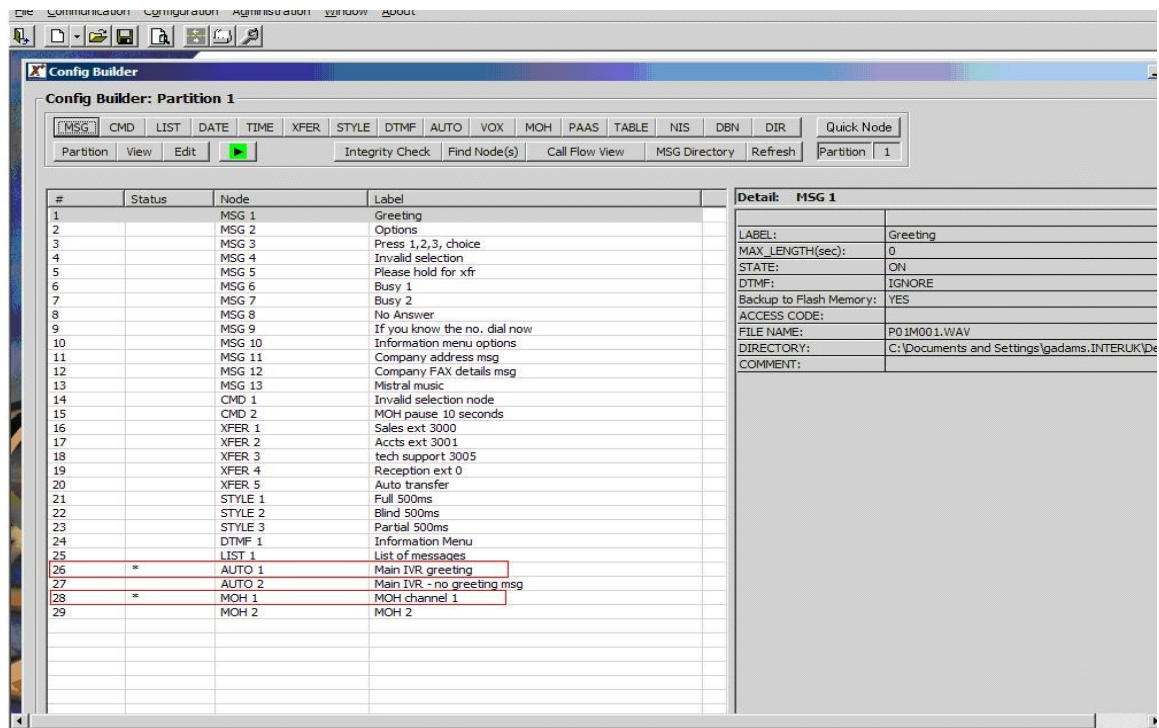 File Communication Configuration Administration Window About
Config Builder
Config Builder: Partition 1
MSG CMD LIST DATE TIME XFER STYLE DTMF AUTO VOX MOH PAAS TABLE NIS DBN DIR Quick Node
Partition View Edit Integrity Check Find Node(s) Call Flow View MSG Directory Refresh Partition 1
# Status Node Label
1 MSG 1 Greeting
2 MSG 2 Options
3 MSG 3 Press 1,2,3, choice
4 MSG 4 Invalid selection
5 MSG 5 Please hold for xfr
6 MSG 6 Busy 1
7 MSG 7 Busy 2
8 MSG 8 No Answer
9 MSG 9 If you know the no. dial now
10 MSG 10 Information menu options
11 MSG 11 Company address msg
12 MSG 12 Company FAX details msg
13 MSG 13 Mistral music
14 CMD 1 Invalid selection node
15 CMD 2 MOH pause 10 seconds
16 XFER 1 Sales ext 3000
17 XFER 2 Accts ext 3001
18 XFER 3 tech support 3005
19 XFER 4 Reception ext 0
20 XFER 5 Auto transfer
21 STYLE 1 Full 500ms
22 STYLE 2 Blind 500ms
23 STYLE 3 Partial 500ms
24 DTMF 1 Information Menu
25 LIST 1 List of messages
26 * AUTO 1 Main IVR greeting
27 AUTO 2 Main IVR - no greeting msg
28 * MOH 1 MOH channel 1
29 MOH 2 MOH 2
Detail: MSG 1
LABEL: Greeting
MAX_LENGTH(sec): 0
STATE: ON
DTMF: IGNORE
Backup to Flash Memory: YES
ACCESS CODE:
FILE NAME: P01M001.WAV
DIRECTORY: C:\Documents and Settings\gadams.INTERUK\De
COMMENT: